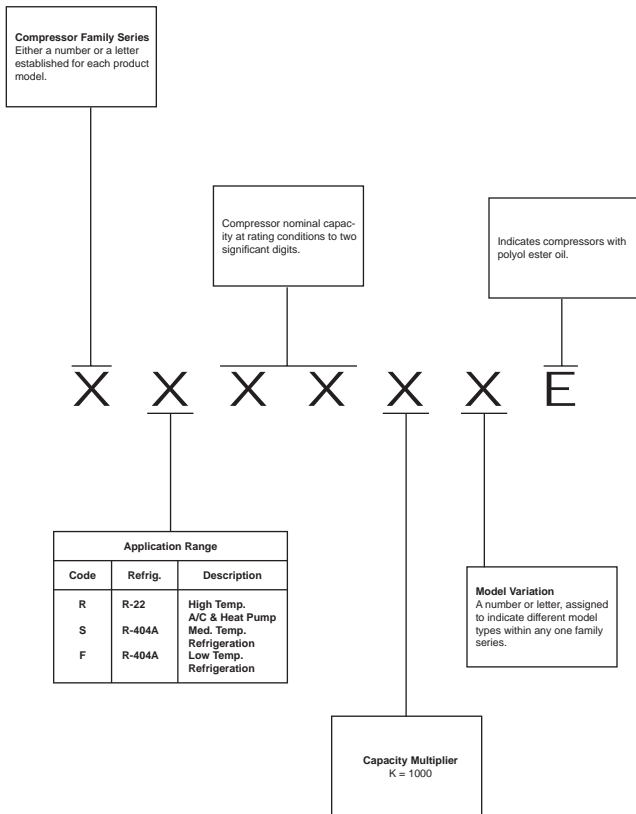 Compressor Family Series
Either a number or a letter
established for each product
model.
Compressor nominal capac-
ity at rating conditions to two
significant digits.
Indicates compressors with
polyol ester oil.
X X X X X X E
Application Range
Code Refrig. Description
R R-22 High Temp.
A/C & Heat Pump
S R-404A Med. Temp.
Refrigeration
F R-404A Low Temp.
Refrigeration
Model Variation
A number or letter, assigned
to indicate different model
types within any one family
series.
Capacity Multiplier
K = 1000